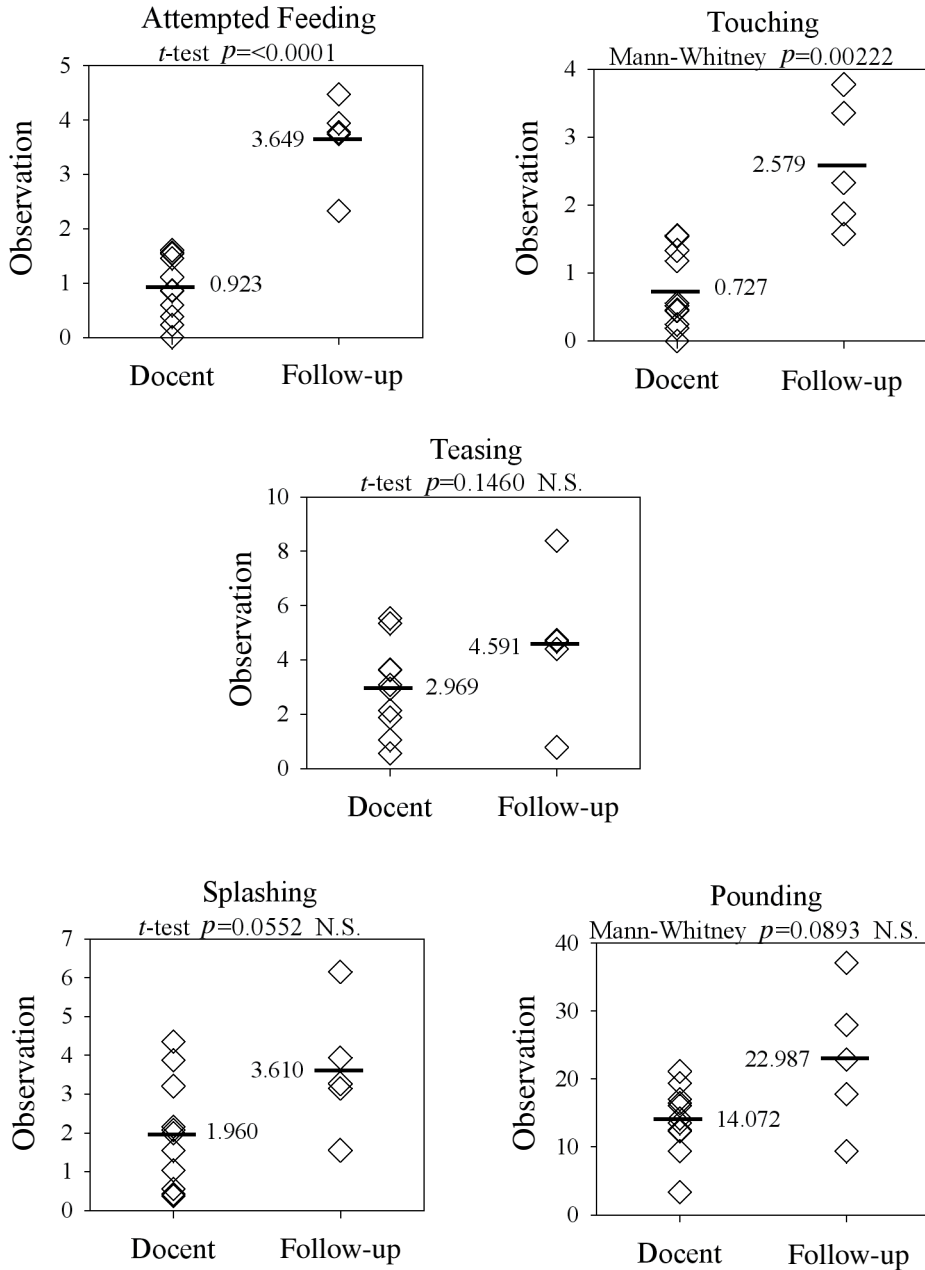 Attempted Feeding
t-test p=<0.0001
5
4
3
2
1
0
Observation
3.649
0.923
Docent Follow-up
Touching
Mann-Whitney p=0.00222
4
3
2
1
0
Observation
2.579
0.727
Docent Follow-up
Teasing
t-test p=0.1460 N.S.
10
8
6
4
2
0
Observation
4.591
2.969
Docent Follow-up
Splashing
t-test p=0.0552 N.S.
7
6
5
4
3
2
1
0
Observation
3.610
1.960
Docent Follow-up
Pounding
Mann-Whitney p=0.0893 N.S.
40
30
20
10
0
Observation
22.987
14.072
Docent Follow-up